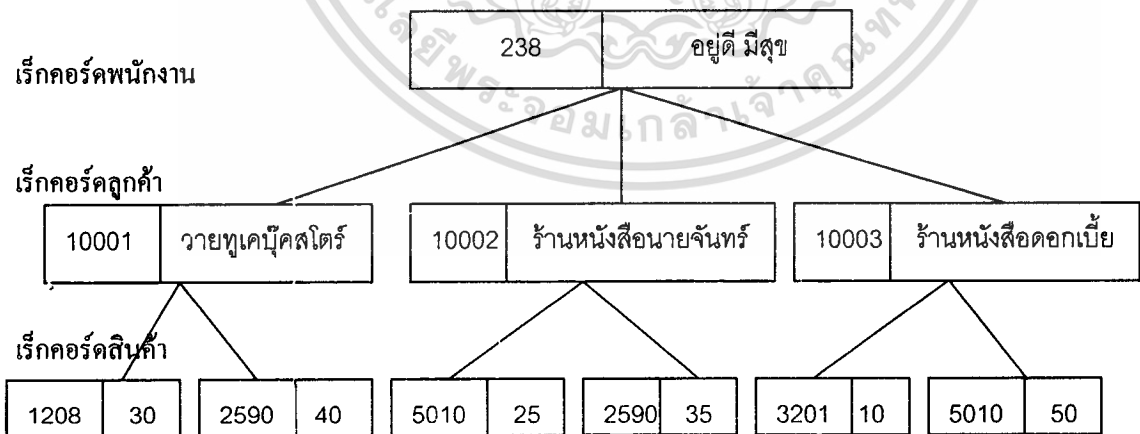 238 อยู่ดี มีสุข
เร็กคอร์ดพนักงาน
เร็กคอร์ดลูกค้า
10001 วายทูเคบุ๊คสโตร์ 10002 ร้านหนังสือนายจันทร์ 10003 ร้านหนังสือดอกเบี้ย
เร็กคอร์ดสินค้า
1208 30 2590 40 5010 25 2590 35 3201 10 5010 50